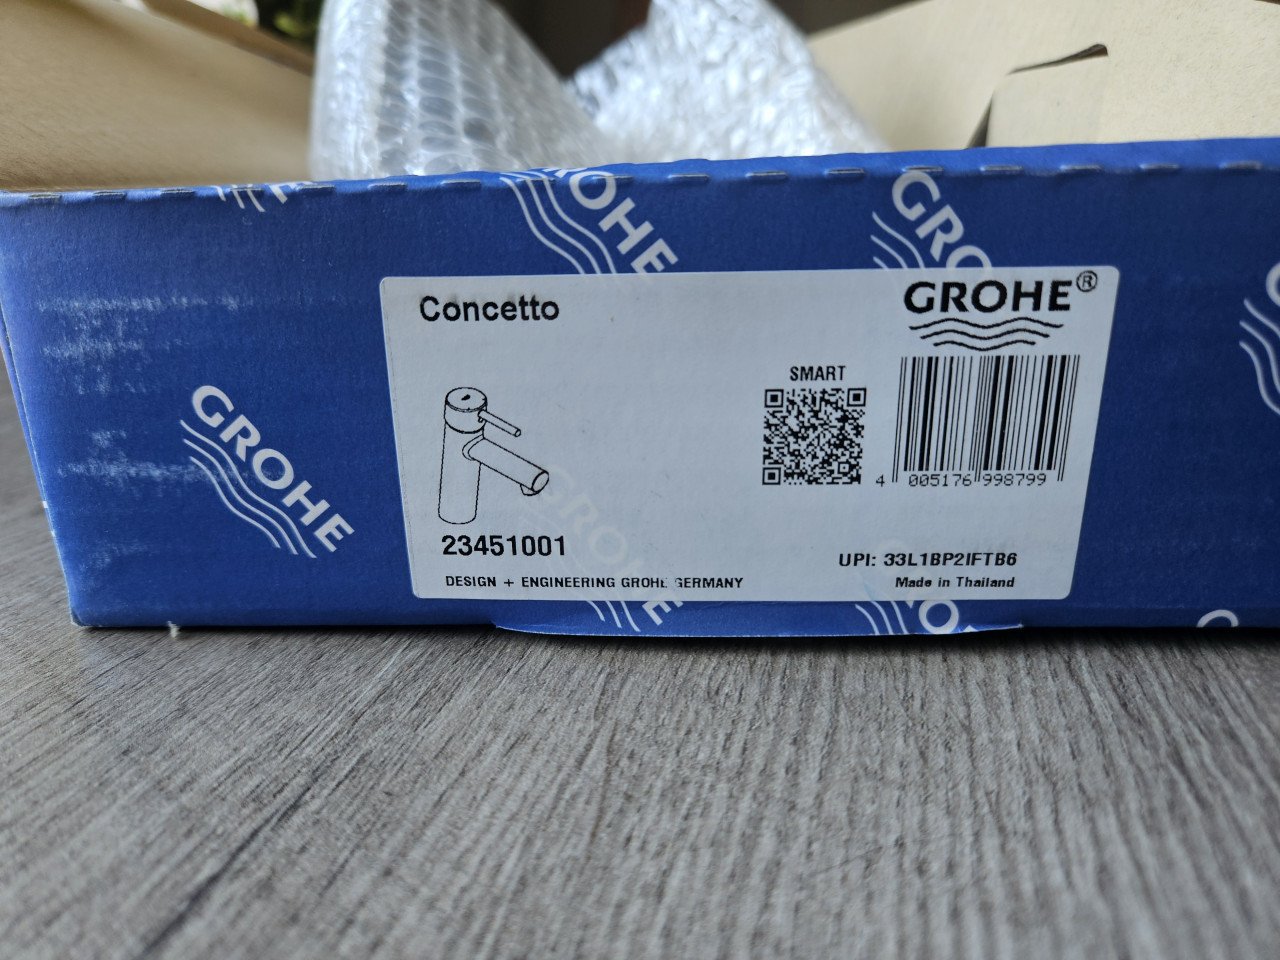 GROHE
GROHE
GROHE
Concetto
GROHE®
SMART
4 005176 998799
23451001
UPI: 33L1BP2IFTB6
DESIGN + ENGINEERING GROHE GERMANY
Made in Thailand